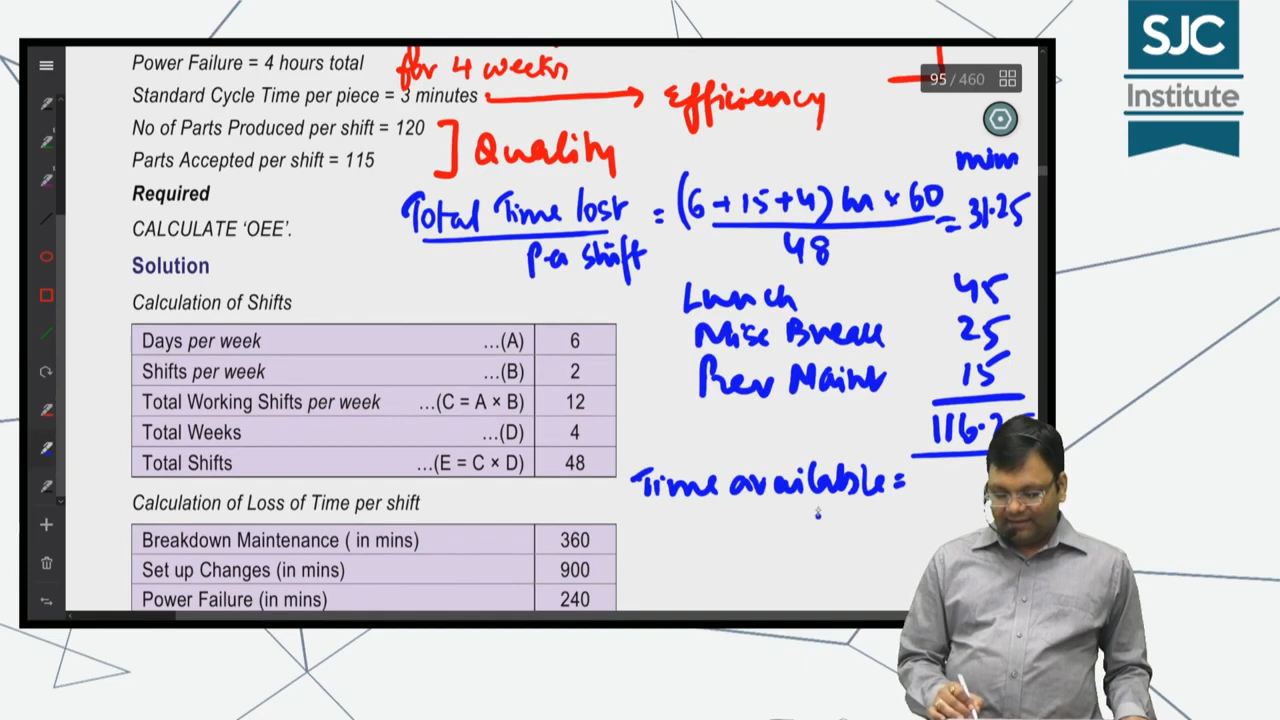 SJC
Institute
95 / 460
Power Failure = 4 hours total
for 4 weeks
Standard Cycle Time per piece = 3 minutes
Efficiency
No of Parts Produced per shift = 120
Parts Accepted per shift = 115
] Quality
Required
CALCULATE 'OEE'.
Total Time lost per shift = (6+15+4) hr × 60 / 48 = 31.25
min
Lunch 45
Misc Break 25
Prev Maint 15
Time available =
Solution
Calculation of Shifts
Days per week ...(A) 6
Shifts per week ...(B) 2
Total Working Shifts per week ...(C = A × B) 12
Total Weeks ...(D) 4
Total Shifts ...(E = C × D) 48
Calculation of Loss of Time per shift
Breakdown Maintenance ( in mins) 360
Set up Changes (in mins) 900
Power Failure (in mins) 240